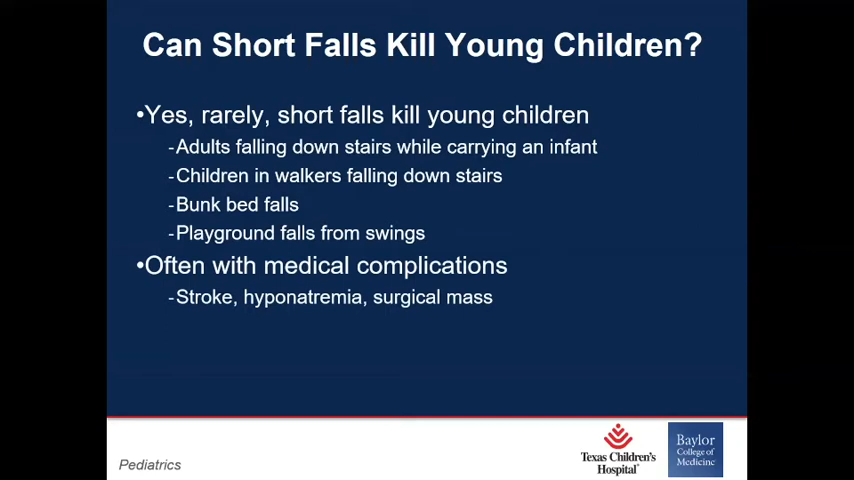 Can Short Falls Kill Young Children?
•Yes, rarely, short falls kill young children
-Adults falling down stairs while carrying an infant
-Children in walkers falling down stairs
-Bunk bed falls
-Playground falls from swings
•Often with medical complications
-Stroke, hyponatremia, surgical mass
Pediatrics
Texas Children's
Hospital®
Baylor
College of
Medicine